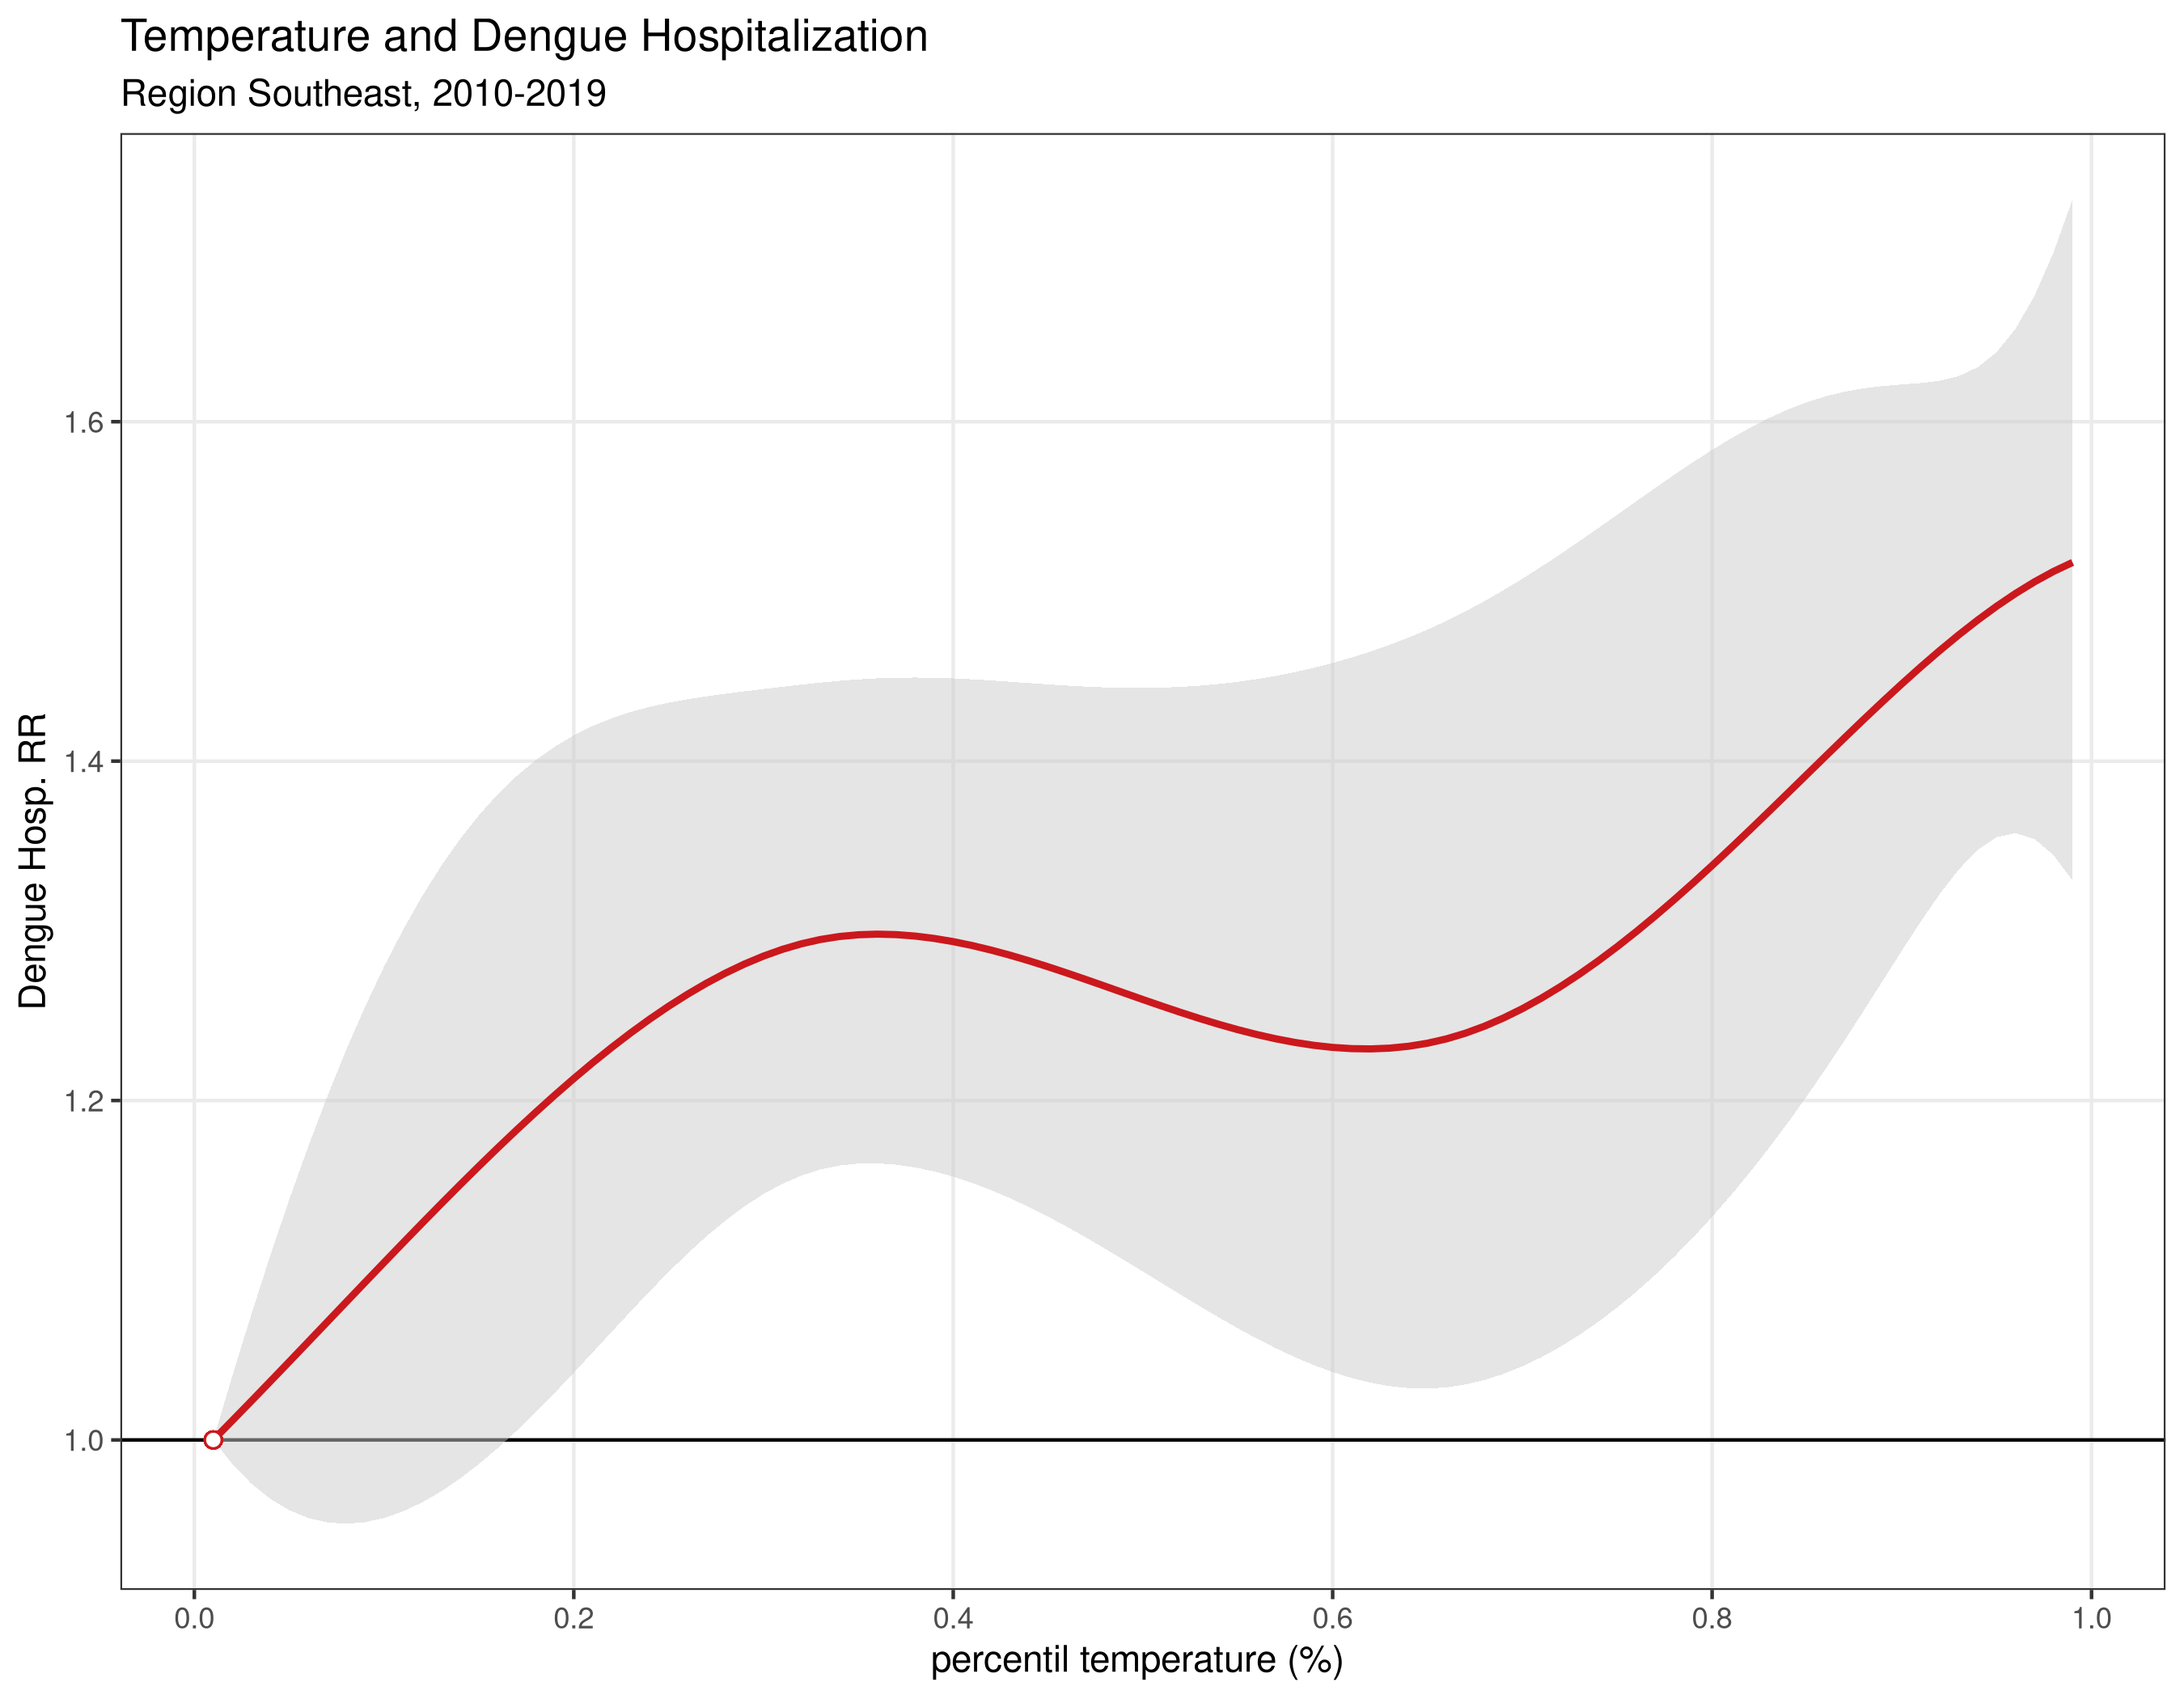 Temperature and Dengue Hospitalization
Region Southeast, 2010-2019
Dengue Hosp. RR
1.6
1.4
1.2
1.0
0.0 0.2 0.4 0.6 0.8 1.0
percentil temperature (%)